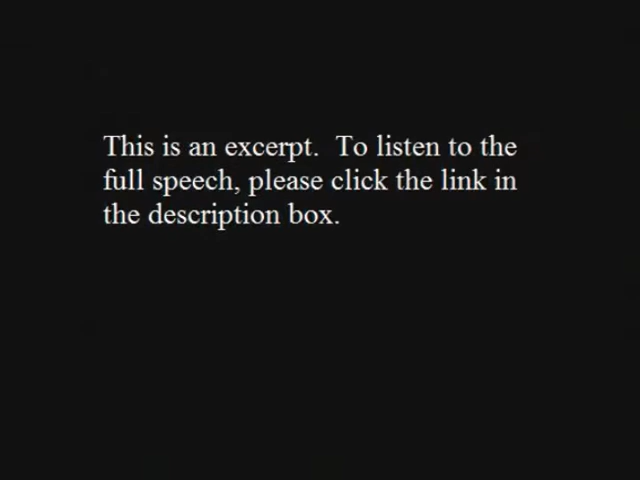 This is an excerpt.  To listen to the
full speech, please click the link in
the description box.